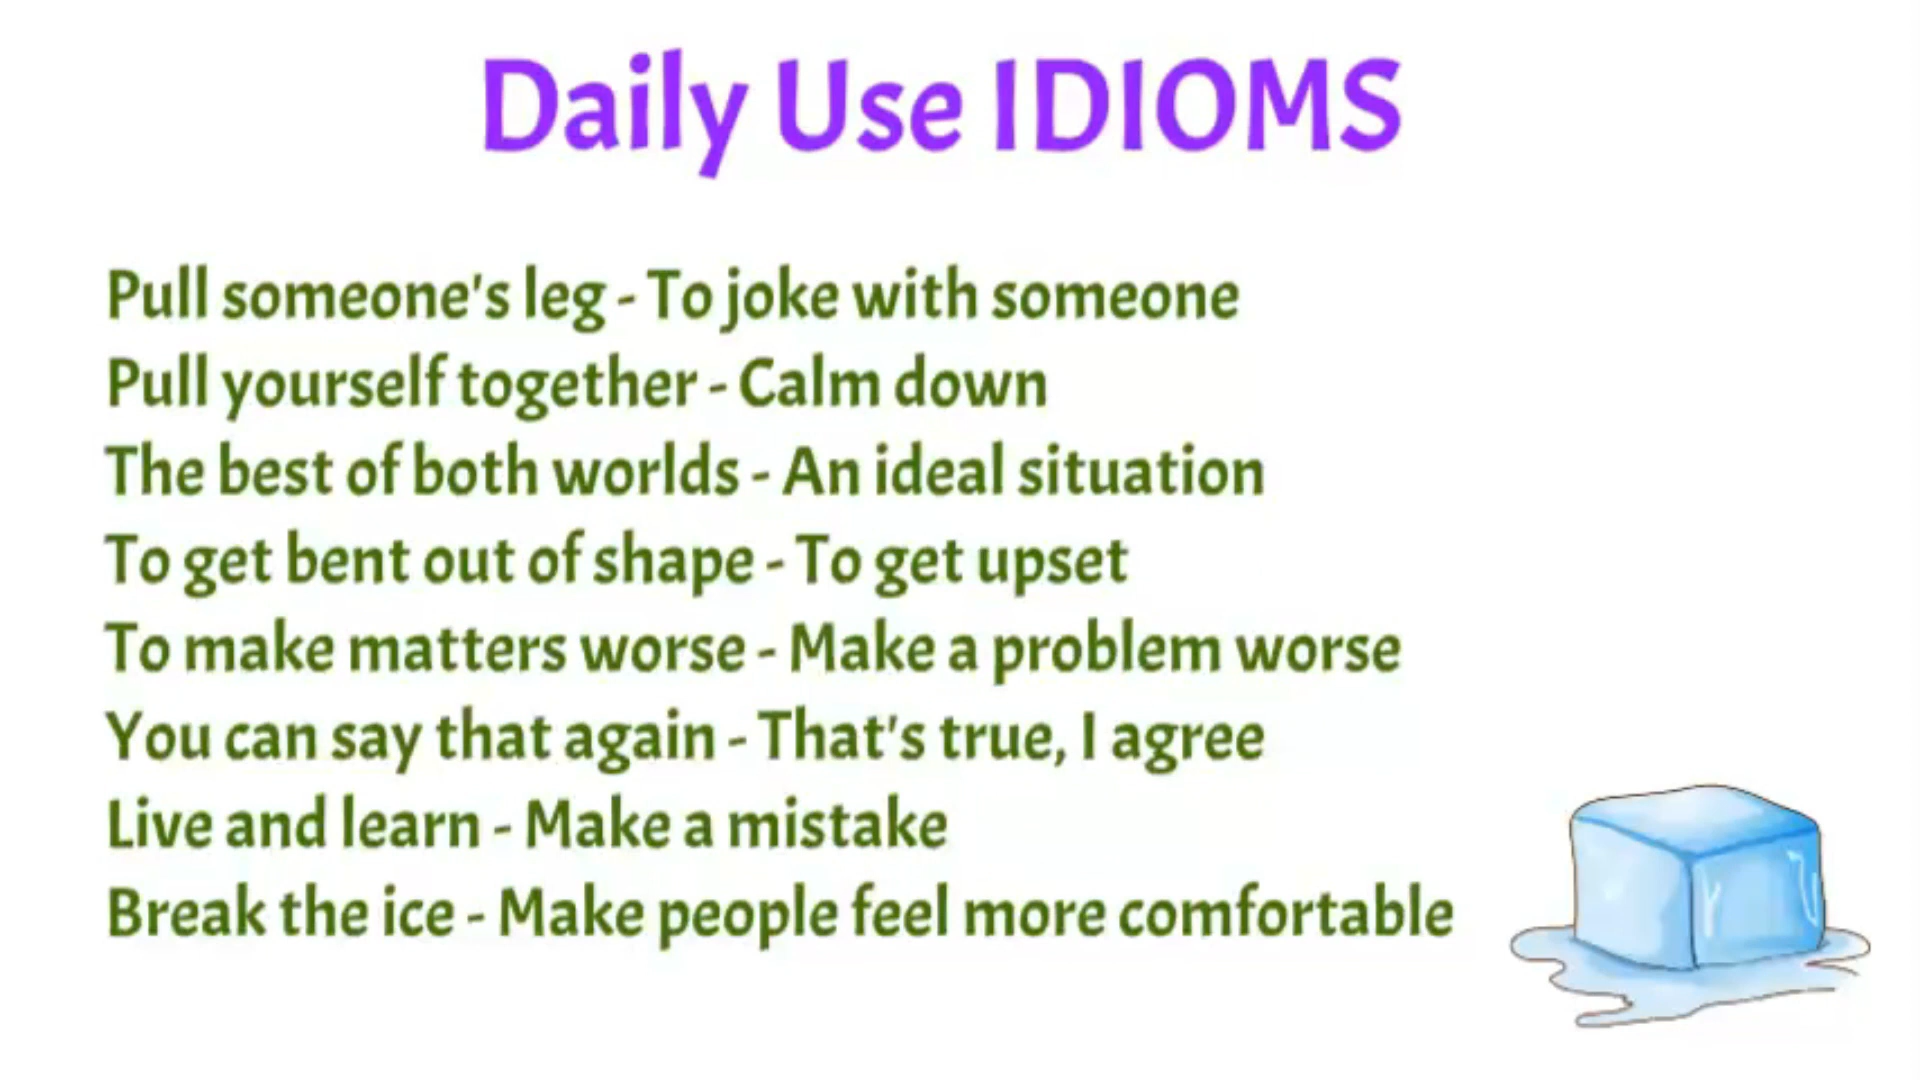 Daily Use IDIOMS
Pull someone's leg - To joke with someone
Pull yourself together - Calm down
The best of both worlds - An ideal situation
To get bent out of shape - To get upset
To make matters worse - Make a problem worse
You can say that again - That's true, I agree
Live and learn - Make a mistake
Break the ice - Make people feel more comfortable